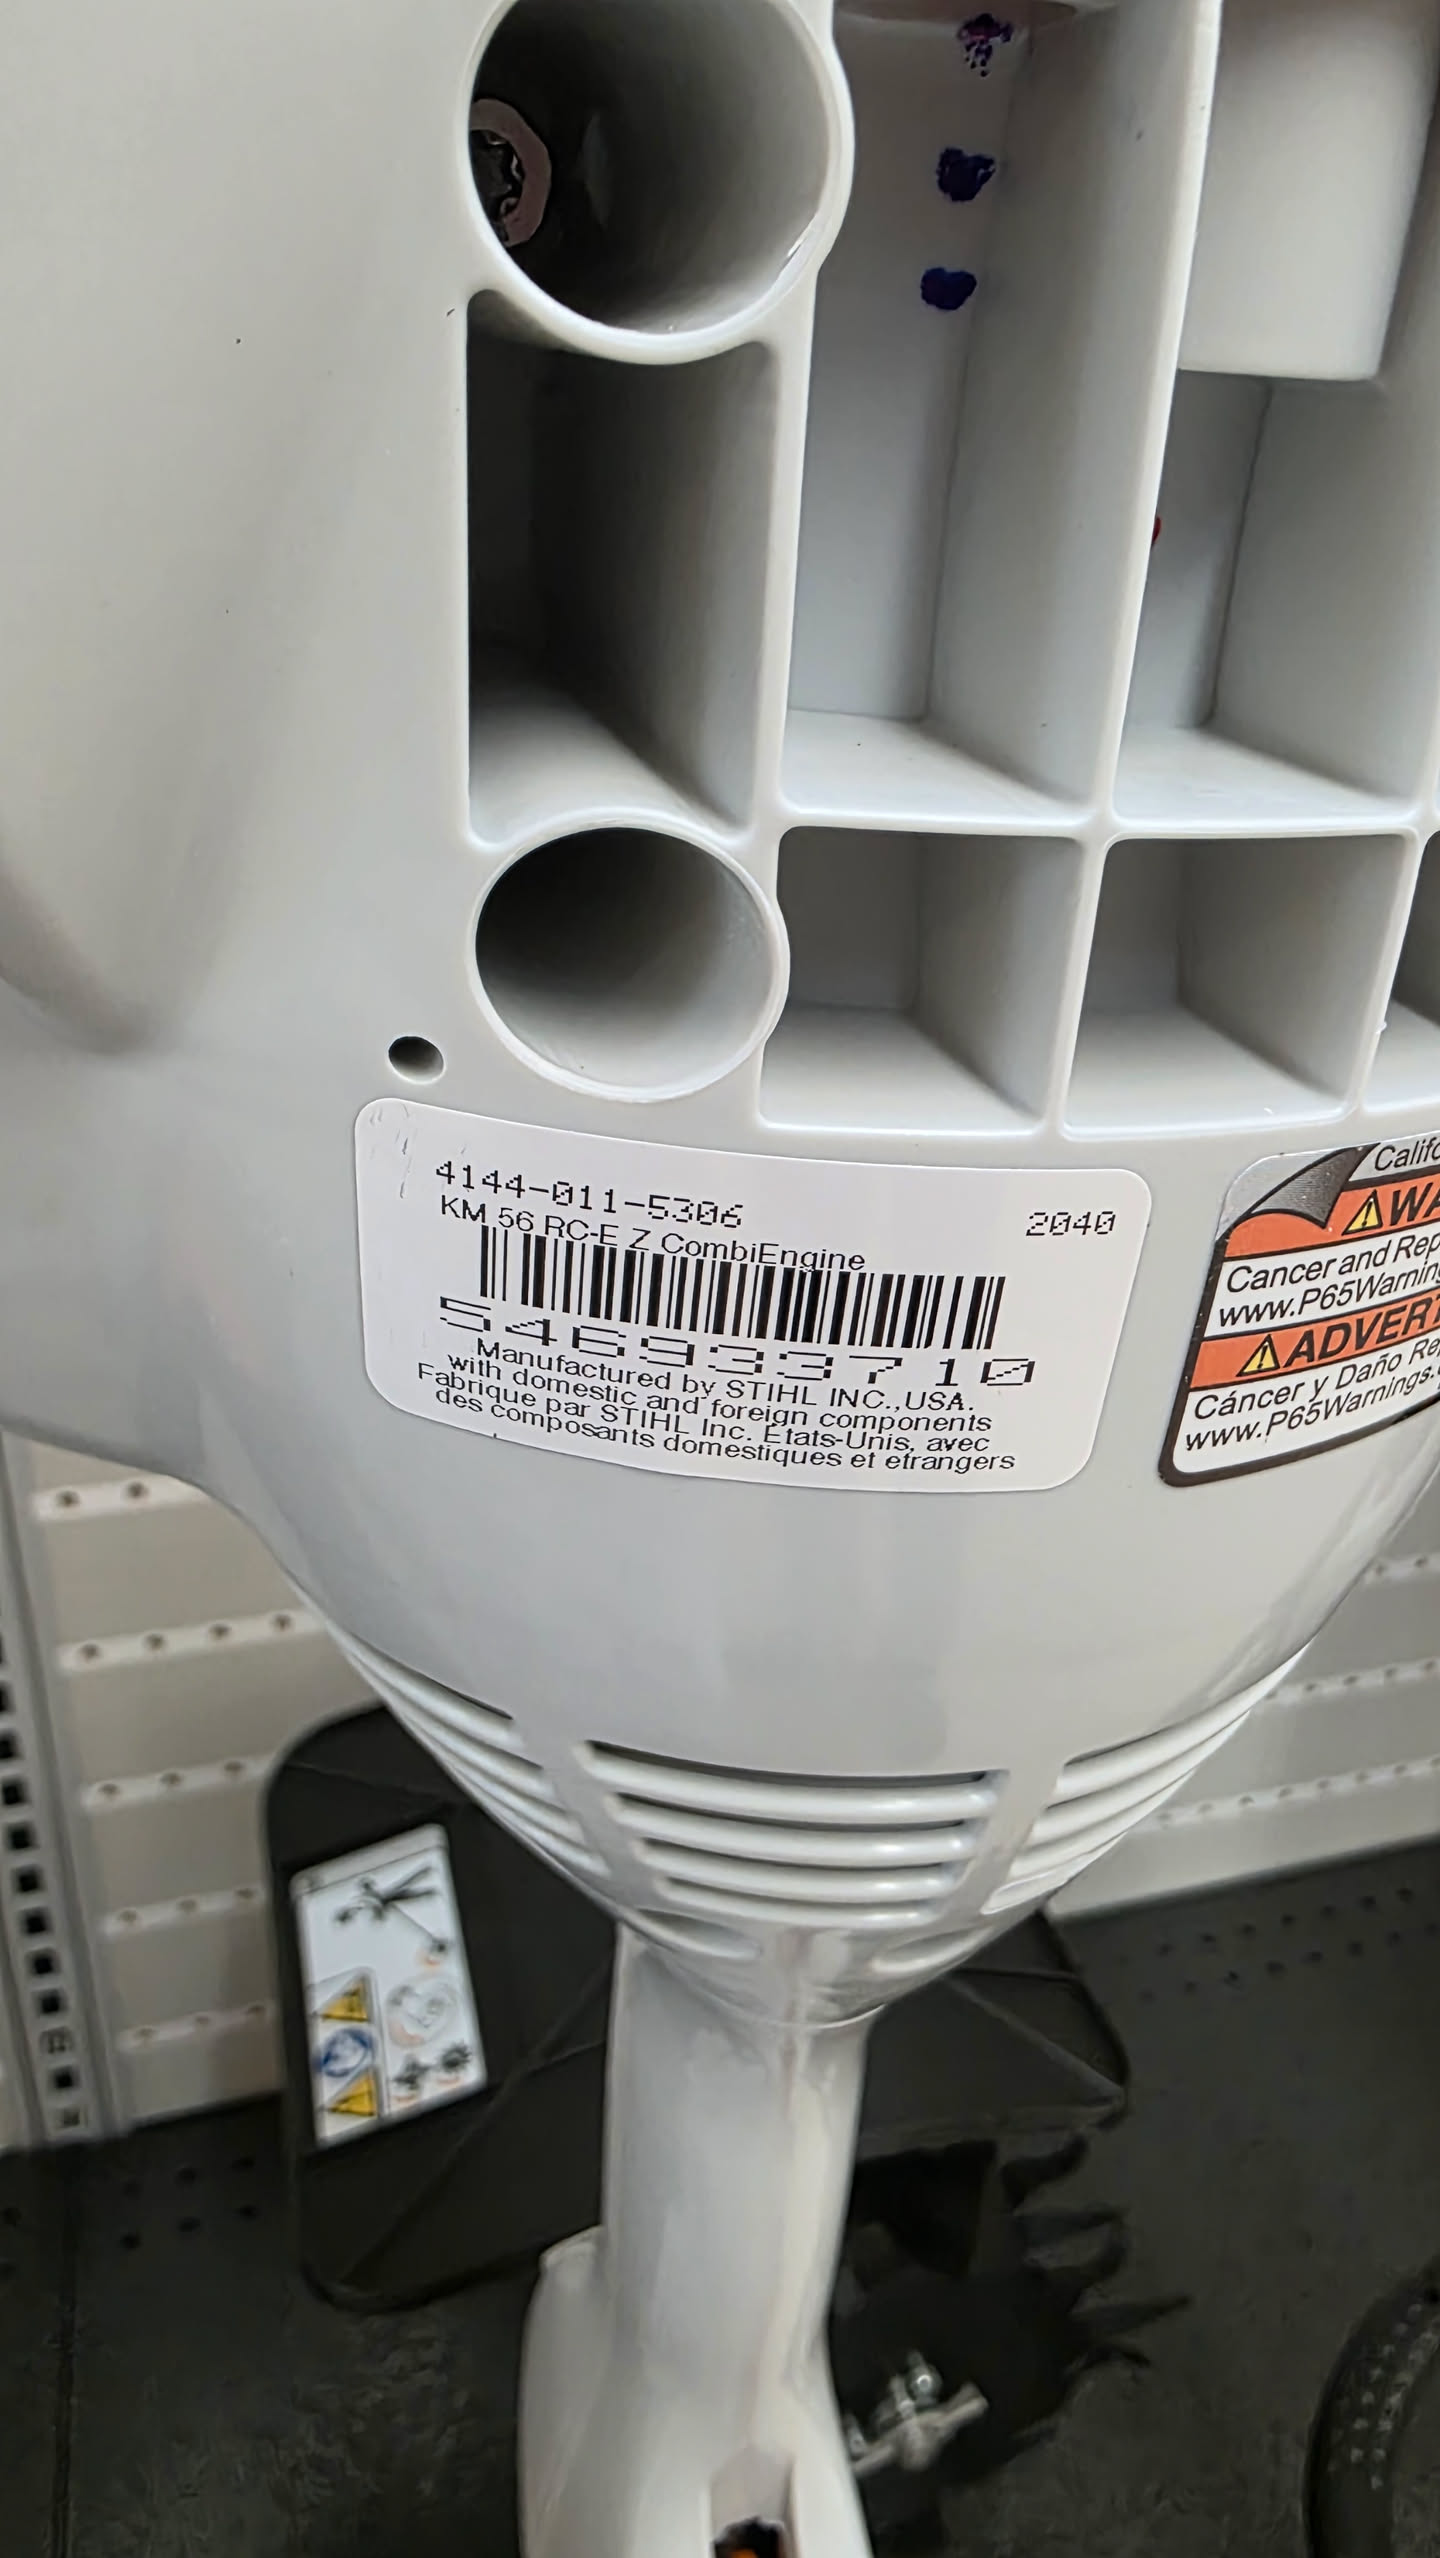 4144-011-5306
2040
KM 56 RC-E Z CombiEngine
546933710
Manufactured by STIHL INC.,USA.
with domestic and foreign components
Fabrique par STIHL Inc. Etats-Unis, avec
des composants domestiques et etrangers
Califo
WA
Cancer and Rep
www.P65Warning
ADVERT
Cáncer y Daño Re
www.P65Warnings.